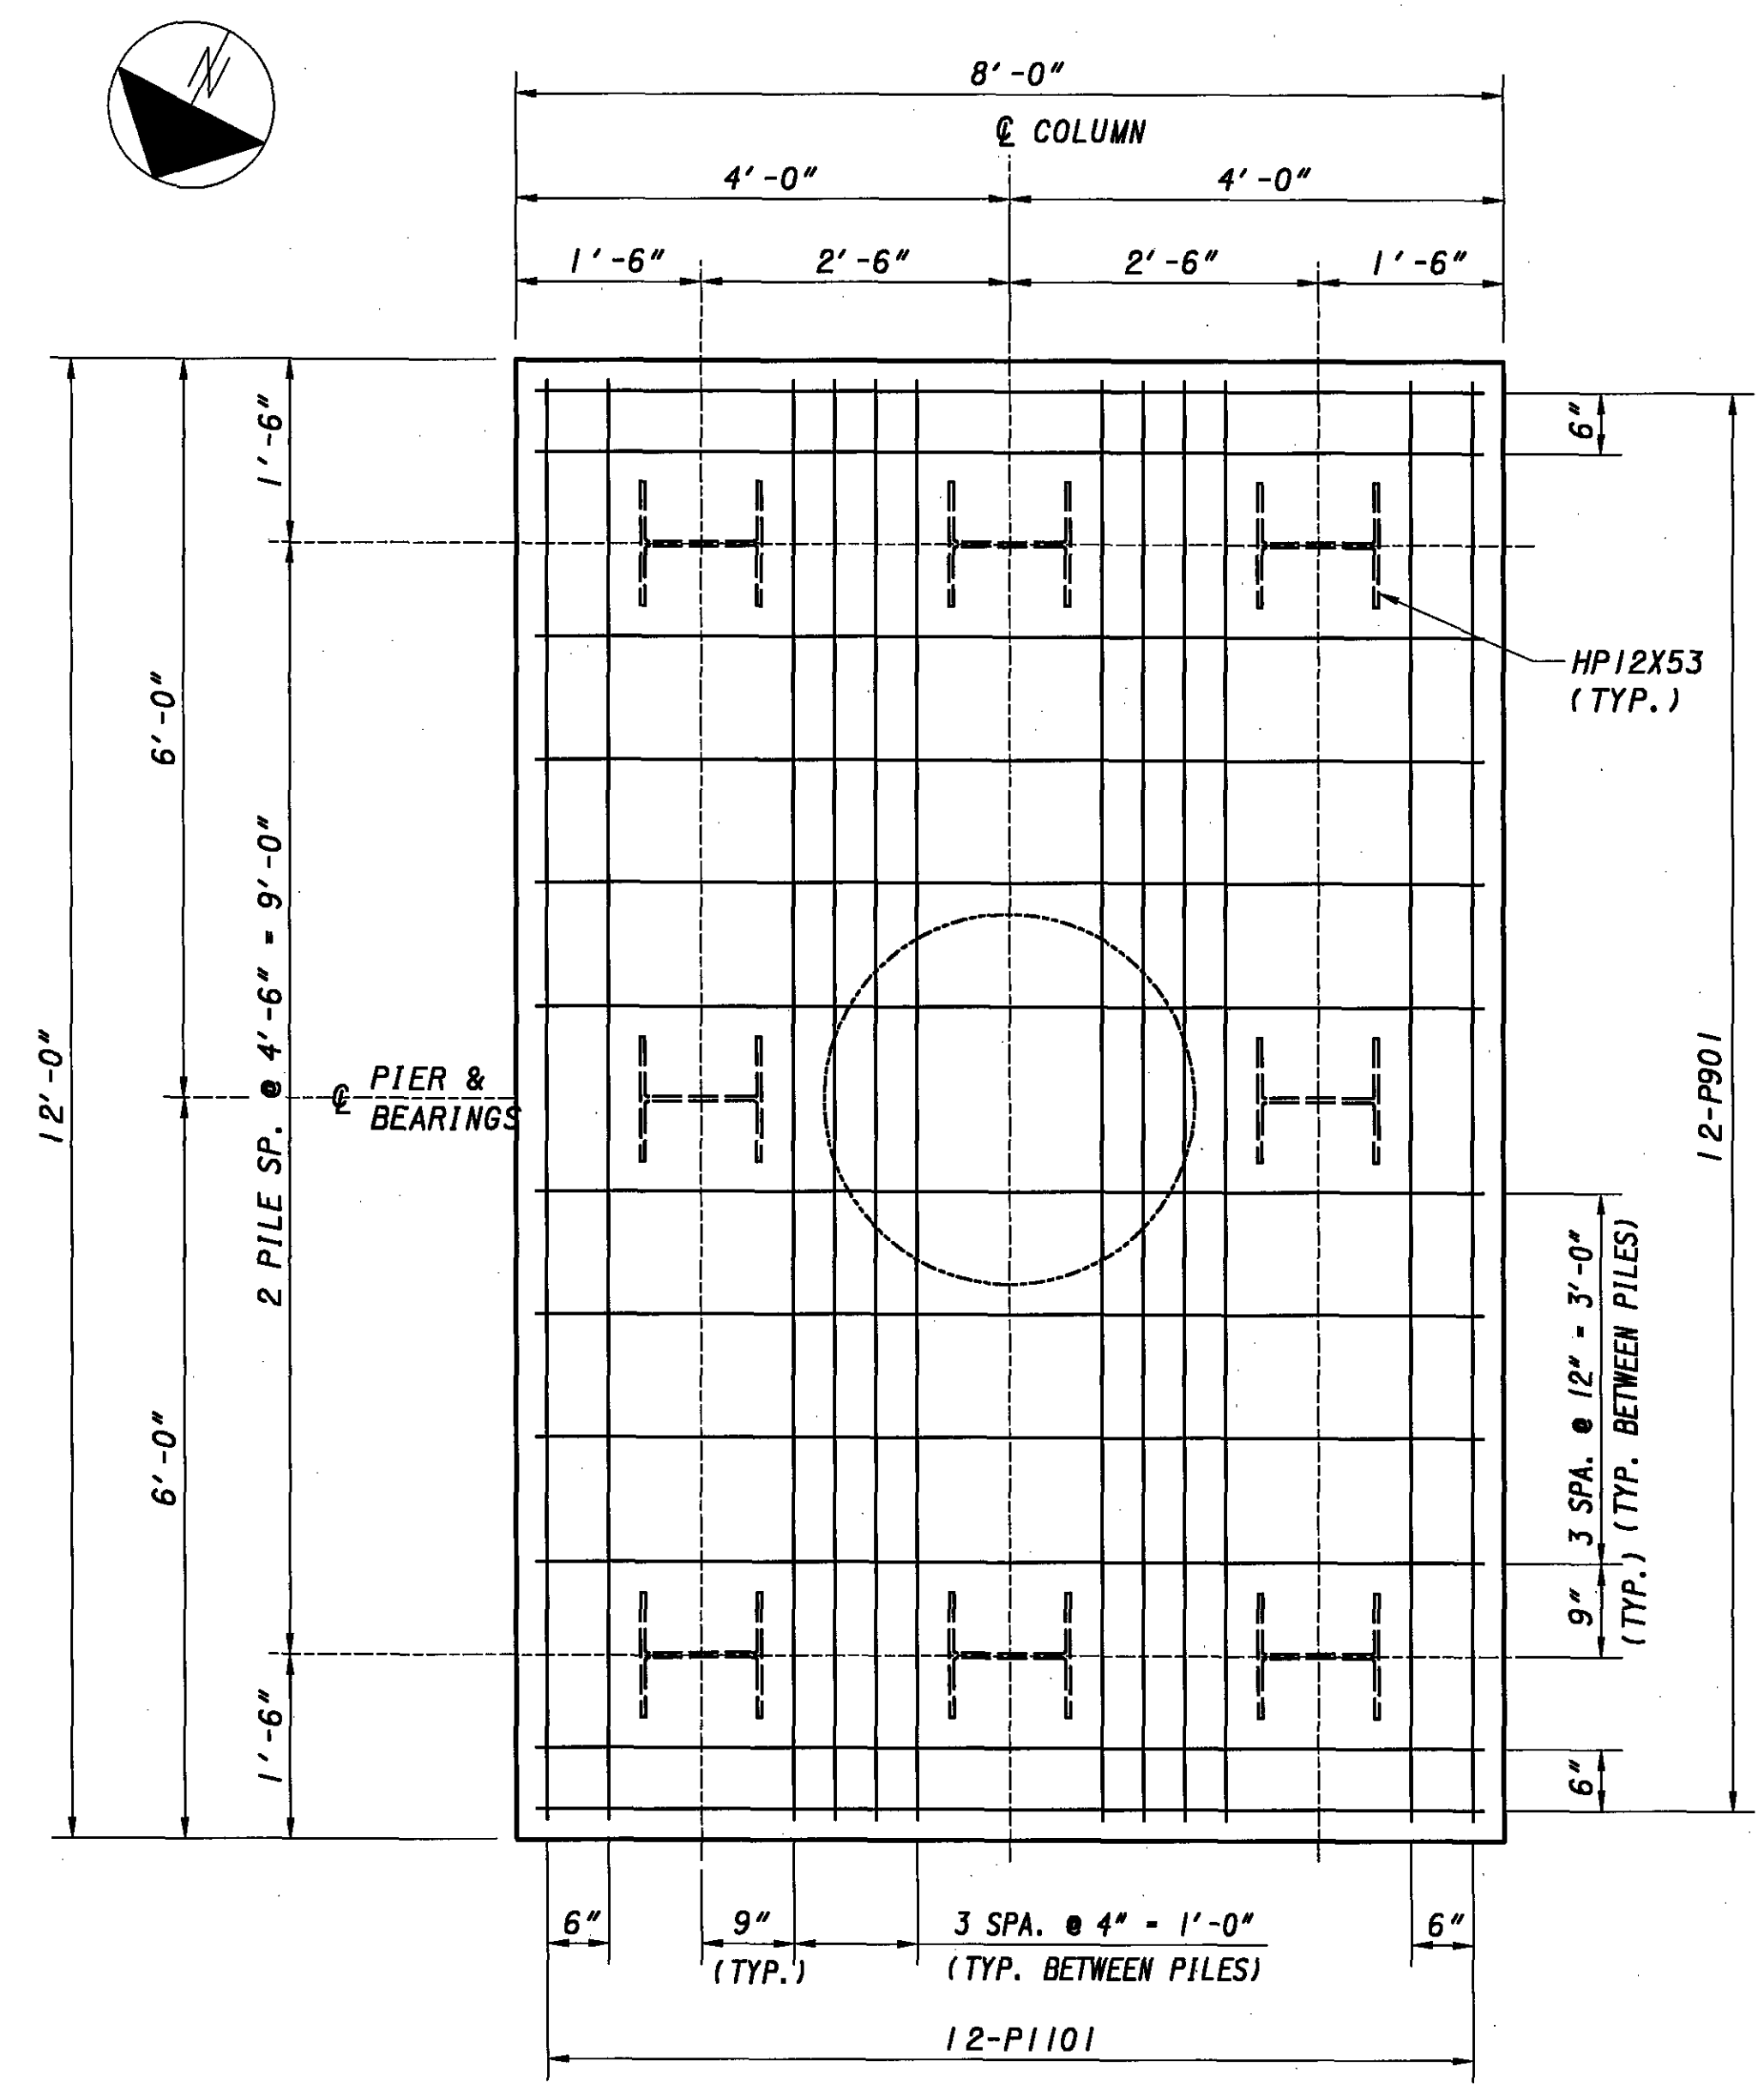 N
8'-0"
℄ COLUMN
4'-0" 4'-0"
1'-6" 2'-6" 2'-6" 1'-6"
1'-6"
6"
HP12X53
(TYP.)
6'-0"
2 PILE SP. @ 4'-6" = 9'-0"
12'-0"
℄ PIER &
BEARINGS
12-P901
3 SPA. @ 12" = 3'-0"
(TYP. BETWEEN PILES)
6'-0"
9"
(TYP.)
1'-6"
6"
6" 9" 3 SPA. @ 4" = 1'-0" 6"
(TYP.) (TYP. BETWEEN PILES)
12-P1101